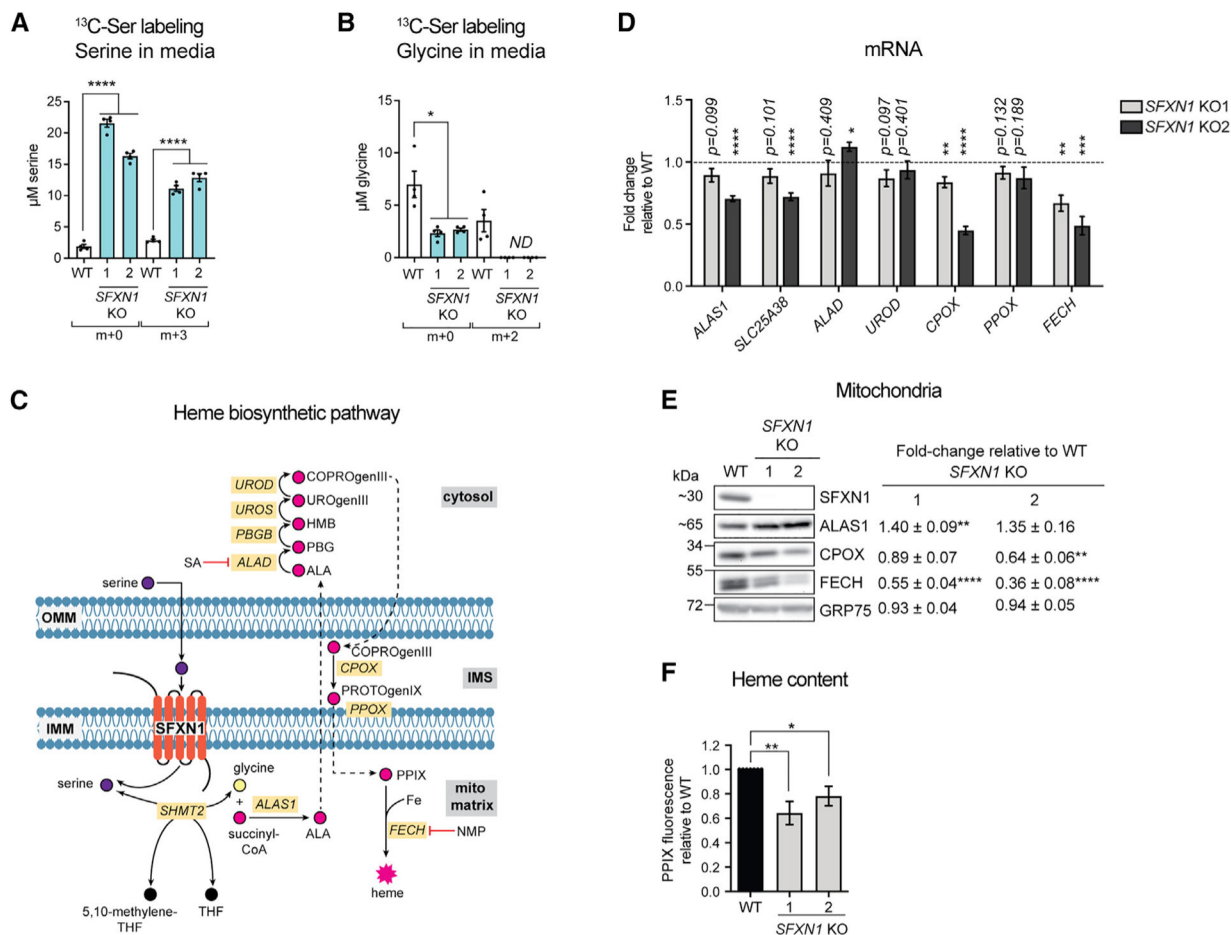 A
¹³C-Ser labeling
Serine in media
µM serine
25
20
15
10
5
0
****
****
WT 1 2 WT 1 2
SFXN1 SFXN1
KO KO
m+0 m+3
B
¹³C-Ser labeling
Glycine in media
µM glycine
15
10
5
0
*
ND
WT 1 2 WT 1 2
SFXN1 SFXN1
KO KO
m+0 m+2
D
mRNA
Fold change
relative to WT
1.5
1.0
0.5
0.0
p=0.099 **** p=0.101 **** p=0.409 * p=0.097 p=0.401 ** **** p=0.132 p=0.189 ** ***
ALAS1 SLC25A38 ALAD UROD CPOX PPOX FECH
SFXN1 KO1
SFXN1 KO2
C
Heme biosynthetic pathway
UROD COPROgenIII
cytosol
UROS UROgenIII
PBGB HMB
PBG
SA ALAD
ALA
serine
OMM
COPROgenIII
CPOX
IMS
PROTOgenIX
PPOX
IMM SFXN1
serine
glycine
PPIX
mito
matrix
+ ALAS1
Fe
SHMT2
succinyl-
CoA
ALA
FECH NMP
heme
5,10-methylene-
THF
THF
E
Mitochondria
SFXN1
KO
kDa WT 1 2
Fold-change relative to WT
SFXN1 KO
1 2
~30 SFXN1
~65 ALAS1 1.40 ± 0.09** 1.35 ± 0.16
34 CPOX 0.89 ± 0.07 0.64 ± 0.06**
55 FECH 0.55 ± 0.04**** 0.36 ± 0.08****
72 GRP75 0.93 ± 0.04 0.94 ± 0.05
F
Heme content
PPIX fluorescence
relative to WT
1.2
1.0
0.8
0.6
0.4
0.2
0.0
*
**
WT 1 2
SFXN1 KO